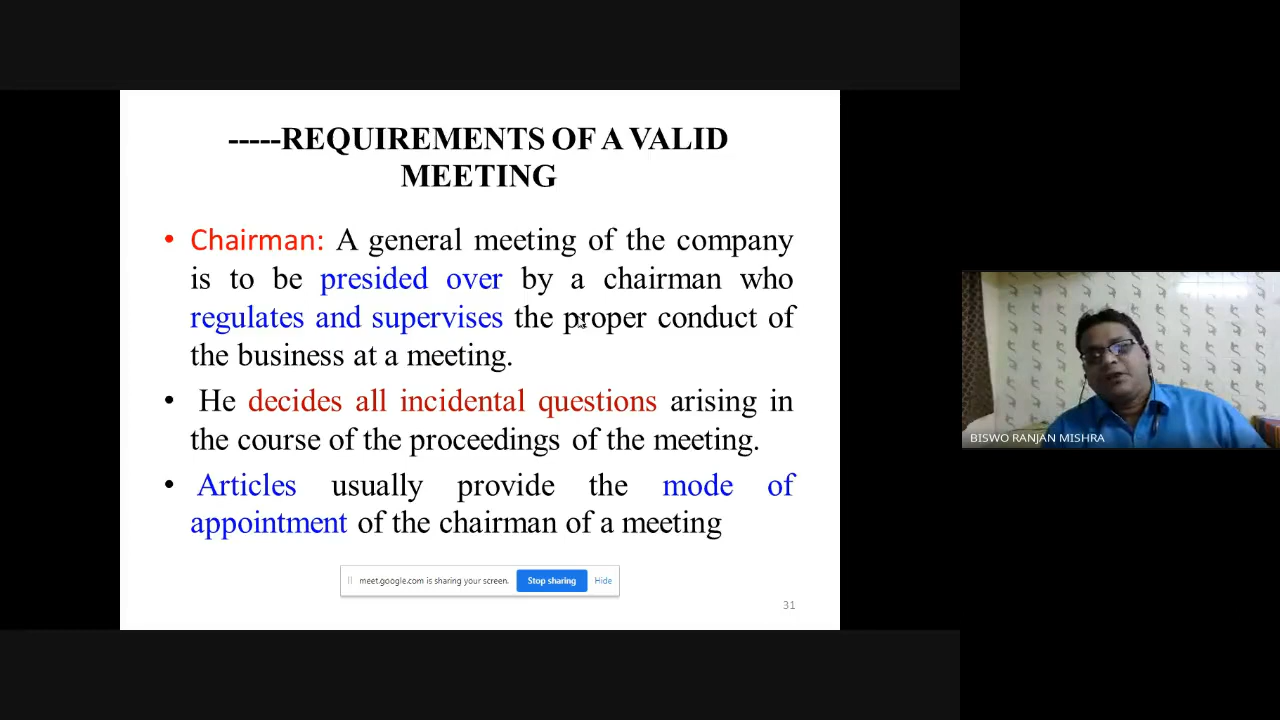 -----REQUIREMENTS OF A VALID
MEETING
• Chairman: A general meeting of the company
is to be presided over by a chairman who
regulates and supervises the proper conduct of
the business at a meeting.
• He decides all incidental questions arising in
the course of the proceedings of the meeting.
• Articles usually provide the mode of
appointment of the chairman of a meeting
meet.google.com is sharing your screen. Stop sharing Hide
31
BISWO RANJAN MISHRA